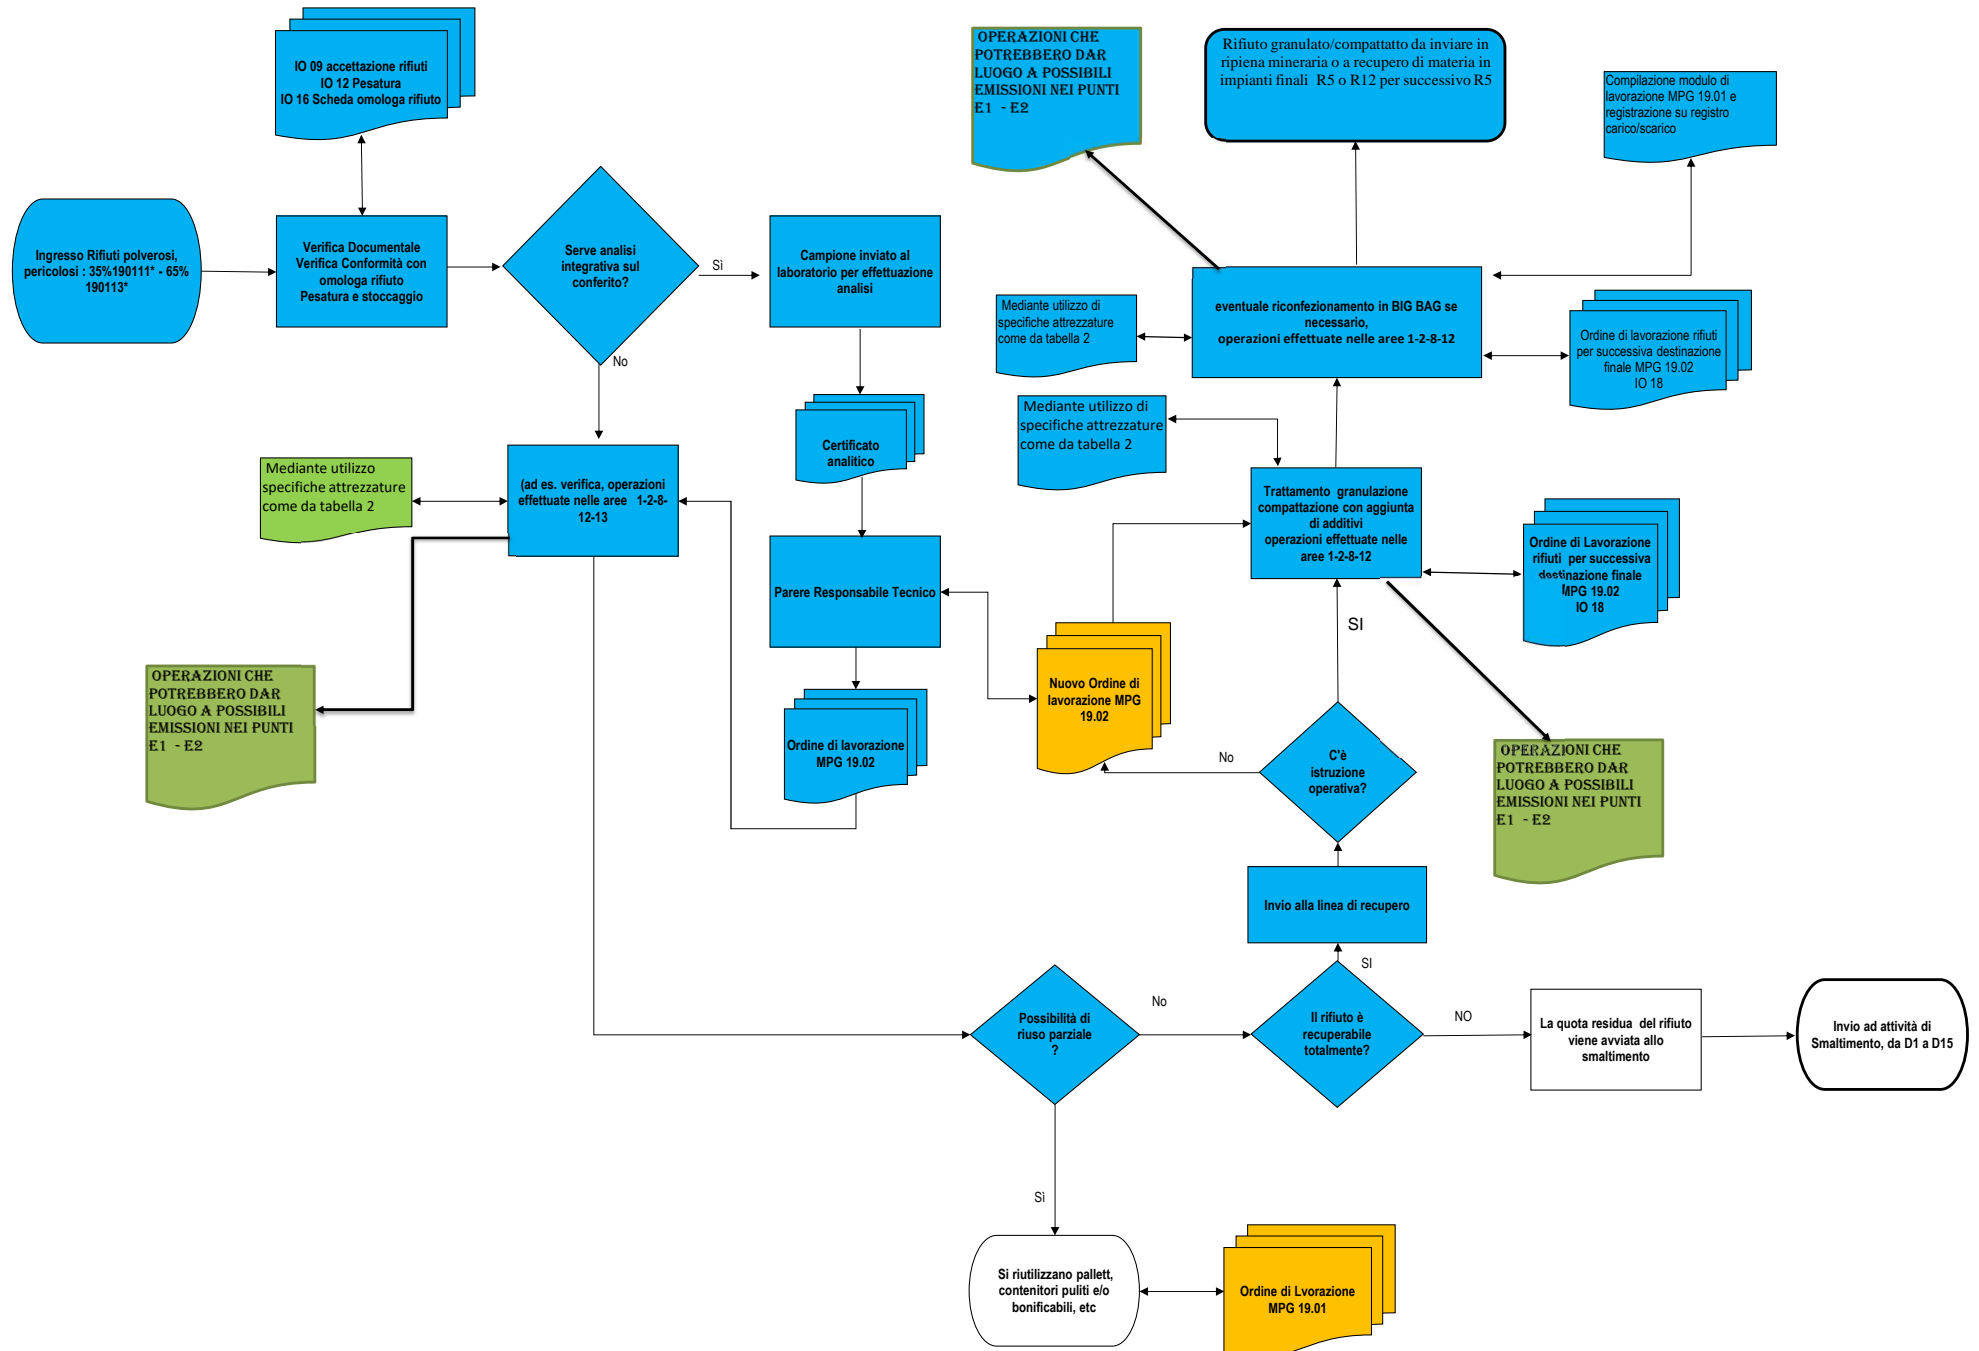 IO 09 accettazione rifiuti
IO 12 Pesatura
IO 16 Scheda omologa rifiuto
OPERAZIONI CHE
POTREBBERO DAR
LUOGO A POSSIBILI
EMISSIONI NEI PUNTI
E1 - E2
Rifiuto granulato/compattato da inviare in
ripiena mineraria o a recupero di materia in
impianti finali R5 o R12 per successivo R5
Compilazione modulo di
lavorazione MPG 19.01 e
registrazione su registro
carico/scarico
Ingresso Rifiuti polverosi,
pericolosi : 35%190111* - 65%
190113*
Verifica Documentale
Verifica Conformità con
omologa rifiuto
Pesatura e stoccaggio
Serve analisi
integrativa sul
conferito?
Sì
No
Campione inviato al
laboratorio per effettuazione
analisi
Mediante utilizzo di
specifiche attrezzature
come da tabella 2
eventuale riconfezionamento in BIG BAG se
necessario,
operazioni effettuate nelle aree 1-2-8-12
Ordine di lavorazione rifiuti
per successiva destinazione
finale MPG 19.02
IO 18
Mediante utilizzo di
specifiche attrezzature
come da tabella 2
Certificato
analitico
Mediante utilizzo
specifiche attrezzature
come da tabella 2
(ad es. verifica, operazioni
effettuate nelle aree 1-2-8-
12-13
Trattamento granulazione
compattazione con aggiunta
di additivi
operazioni effettuate nelle
aree 1-2-8-12
Ordine di Lavorazione
rifiuti per successiva
destinazione finale
MPG 19.02
IO 18
Parere Responsabile Tecnico
SI
OPERAZIONI CHE
POTREBBERO DAR
LUOGO A POSSIBILI
EMISSIONI NEI PUNTI
E1 - E2
Nuovo Ordine di
lavorazione MPG
19.02
Ordine di lavorazione
MPG 19.02
No
C'è
istruzione
operativa?
OPERAZIONI CHE
POTREBBERO DAR
LUOGO A POSSIBILI
EMISSIONI NEI PUNTI
E1 - E2
Invio alla linea di recupero
SI
Possibilità di
riuso parziale
?
No
Il rifiuto è
recuperabile
totalmente?
NO
La quota residua del rifiuto
viene avviata allo
smaltimento
Invio ad attività di
Smaltimento, da D1 a D15
Sì
Si riutilizzano pallett,
contenitori puliti e/o
bonificabili, etc
Ordine di Lvorazione
MPG 19.01